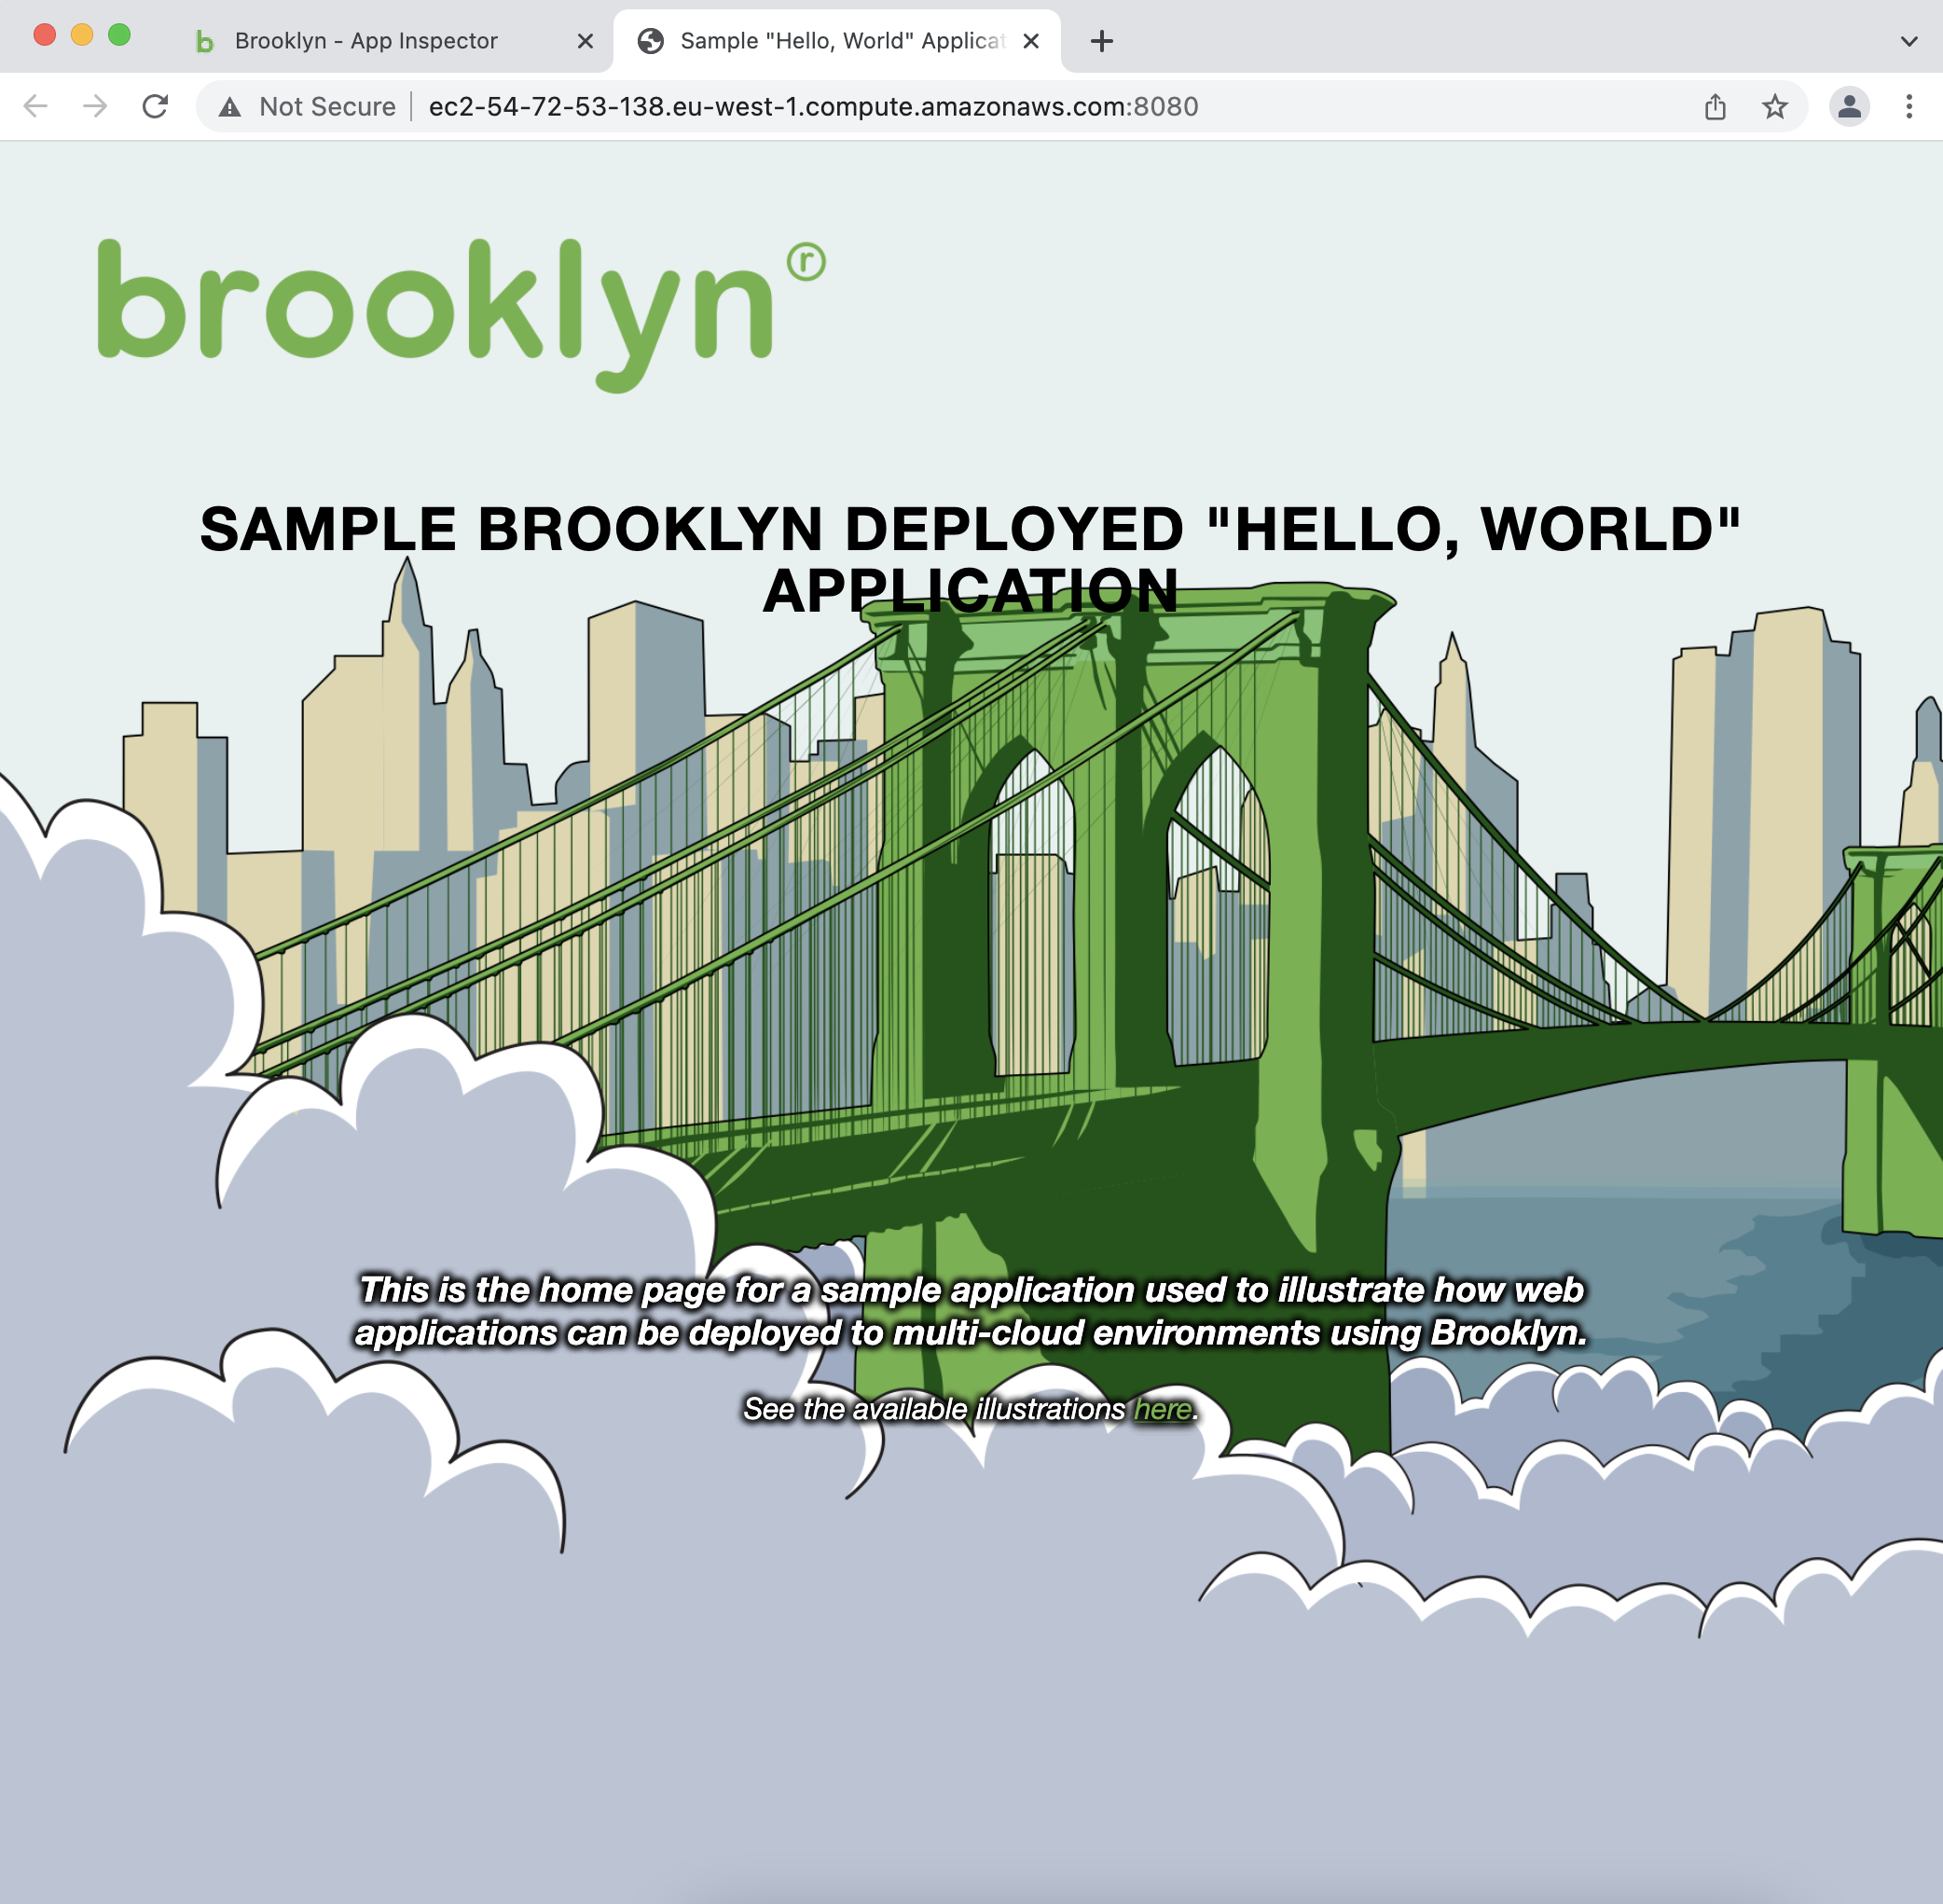 b Brooklyn - App Inspector
Sample "Hello, World" Applicat
Not Secure
ec2-54-72-53-138.eu-west-1.compute.amazonaws.com:8080
brooklyn ®
SAMPLE BROOKLYN DEPLOYED "HELLO, WORLD"
APPLICATION
This is the home page for a sample application used to illustrate how web
applications can be deployed to multi-cloud environments using Brooklyn.
See the available illustrations here.